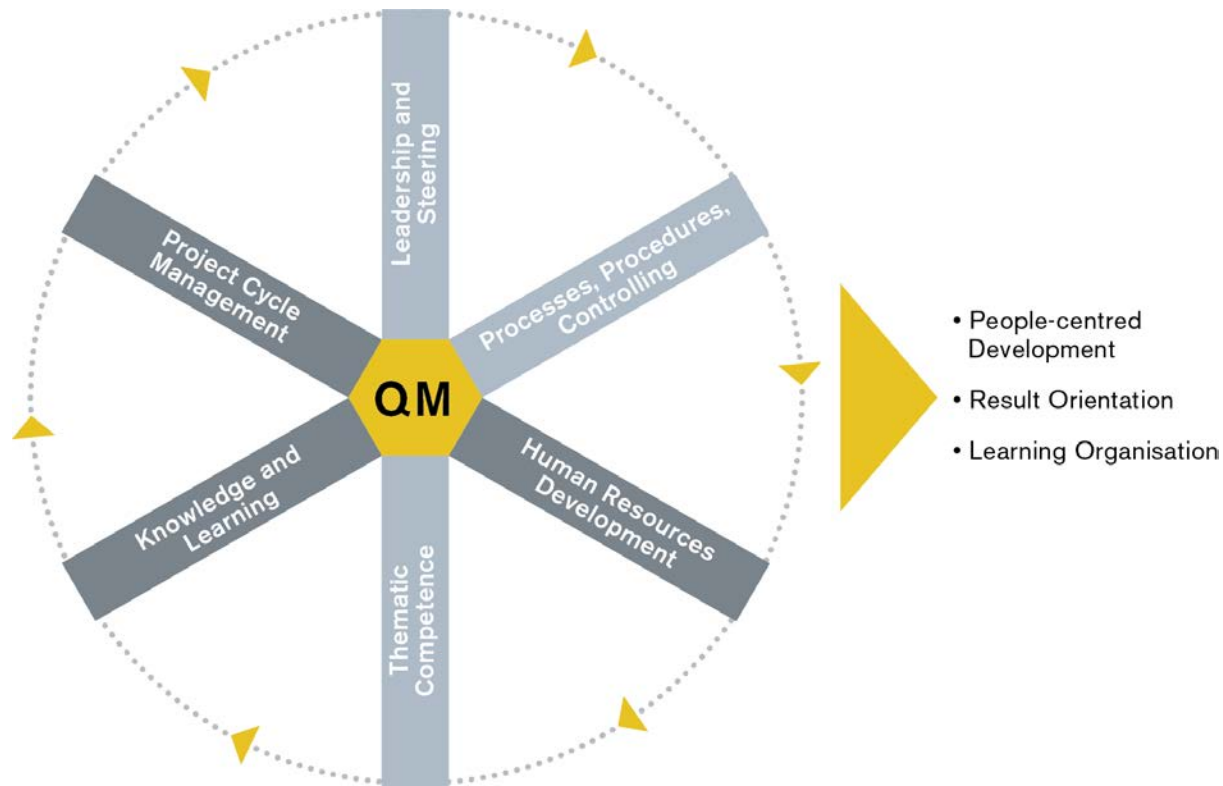 Leadership and
Steering
Processes, Procedures,
Controlling
Project Cycle
Management
QM
Human Resources
Development
Knowledge and
Learning
Thematic
Competence
• People-centred
Development
• Result Orientation
• Learning Organisation